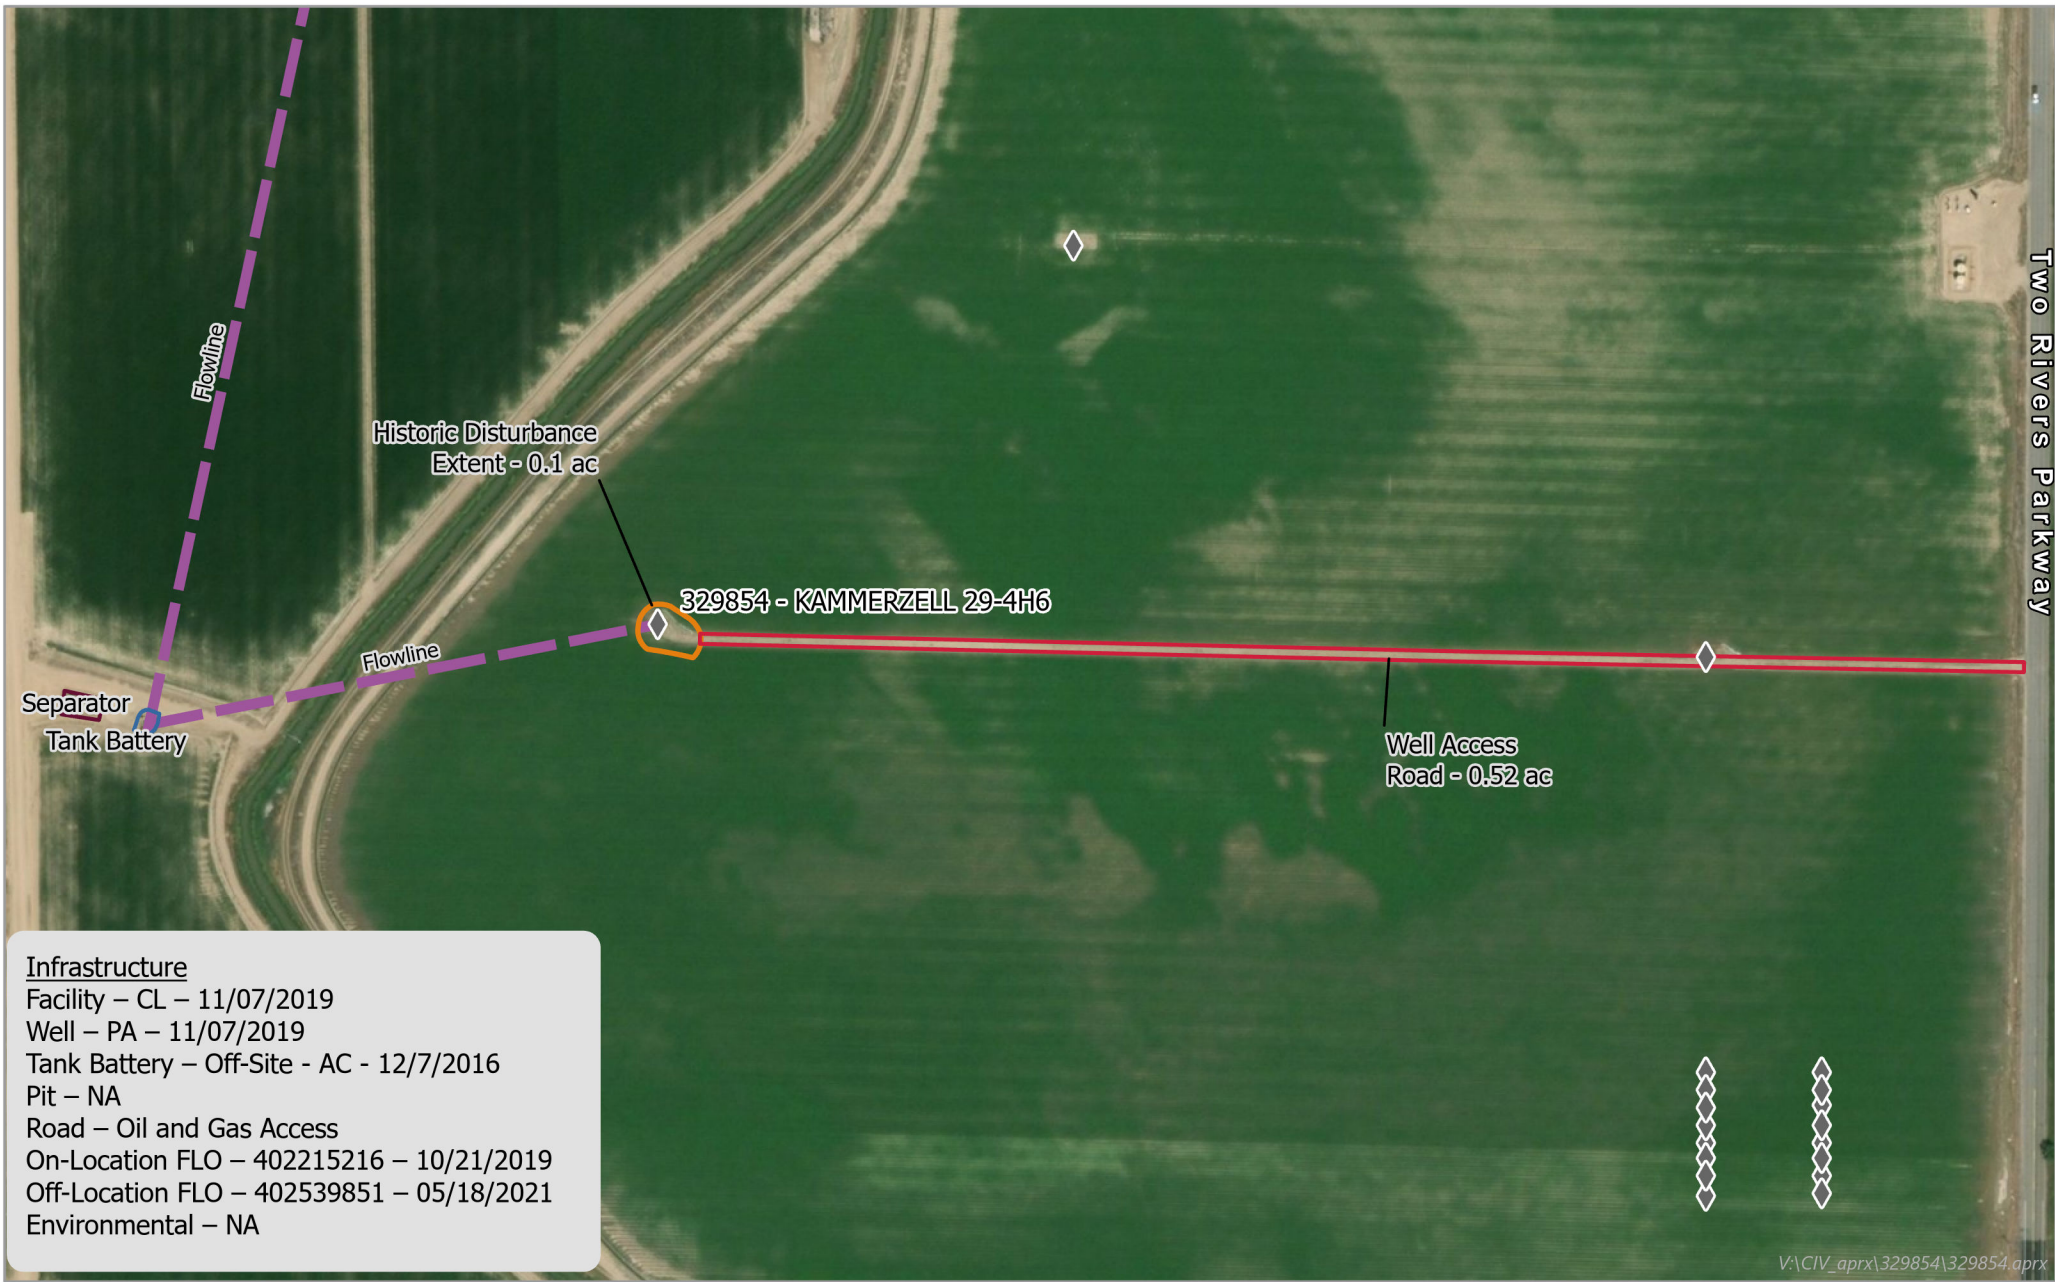 Flowline
Two Rivers Parkway
Historic Disturbance
Extent - 0.1 ac
329854 - KAMMERZELL 29-4H6
Flowline
Separator
Tank Battery
Well Access
Road - 0.52 ac
Infrastructure
Facility – CL – 11/07/2019
Well – PA – 11/07/2019
Tank Battery – Off-Site - AC - 12/7/2016
Pit – NA
Road – Oil and Gas Access
On-Location FLO – 402215216 – 10/21/2019
Off-Location FLO – 402539851 – 05/18/2021
Environmental – NA
V:\CIV_aprx\329854\329854.aprx